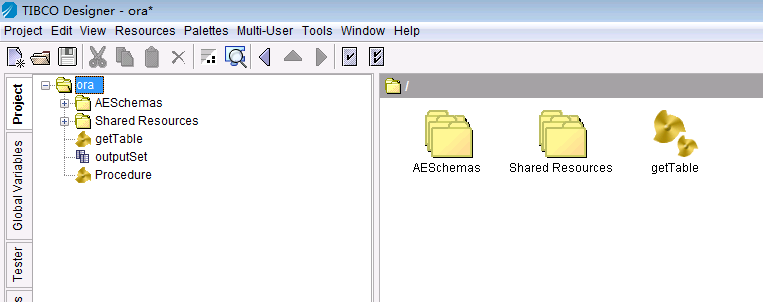 TIBCO Designer - ora*
Project Edit View Resources Palettes Multi-User Tools Window Help
Project
Global Variables
Tester
ora
AESchemas
Shared Resources
getTable
outputSet
Procedure
/
AESchemas Shared Resources getTable